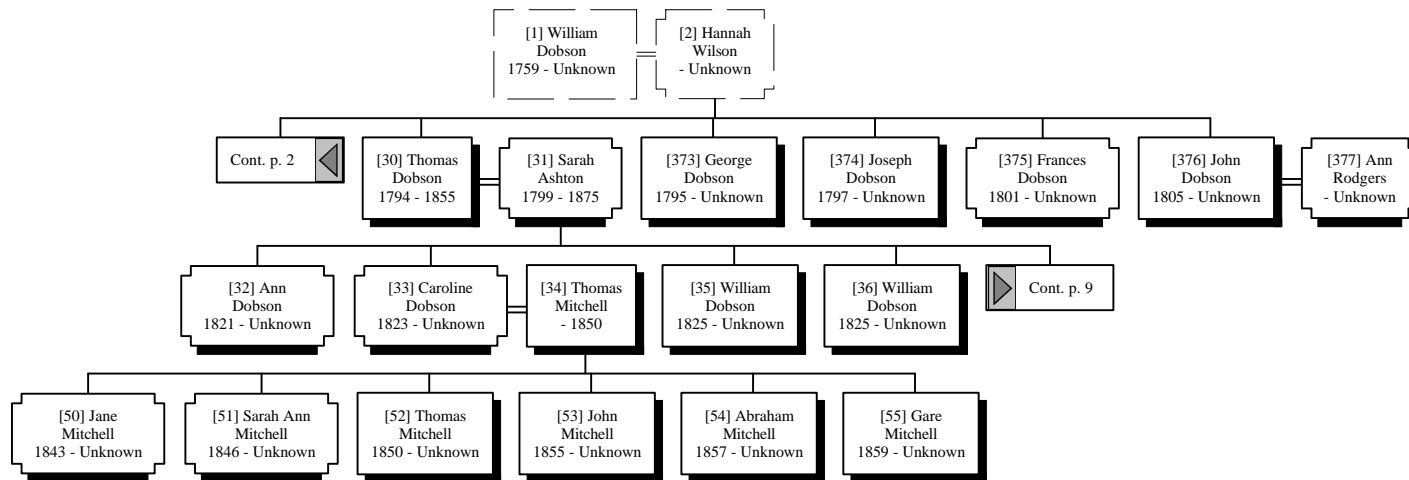 [1] William
Dobson
1759 - Unknown
[2] Hannah
Wilson
- Unknown
Cont. p. 2
[30] Thomas
Dobson
1794 - 1855
[31] Sarah
Ashton
1799 - 1875
[373] George
Dobson
1795 - Unknown
[374] Joseph
Dobson
1797 - Unknown
[375] Frances
Dobson
1801 - Unknown
[376] John
Dobson
1805 - Unknown
[377] Ann
Rodgers
- Unknown
[32] Ann
Dobson
1821 - Unknown
[33] Caroline
Dobson
1823 - Unknown
[34] Thomas
Mitchell
- 1850
[35] William
Dobson
1825 - Unknown
[36] William
Dobson
1825 - Unknown
Cont. p. 9
[50] Jane
Mitchell
1843 - Unknown
[51] Sarah Ann
Mitchell
1846 - Unknown
[52] Thomas
Mitchell
1850 - Unknown
[53] John
Mitchell
1855 - Unknown
[54] Abraham
Mitchell
1857 - Unknown
[55] Gare
Mitchell
1859 - Unknown